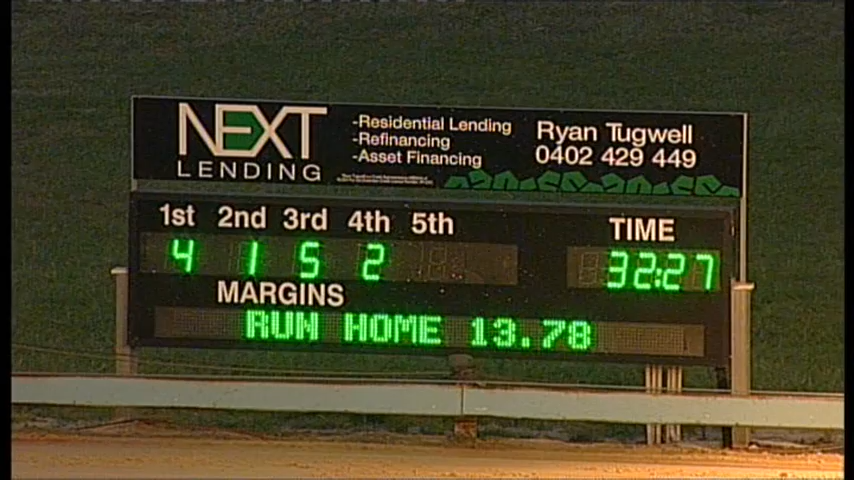 NEXT
LENDING
-Residential Lending
-Refinancing
-Asset Financing
Ryan Tugwell
0402 429 449
1st 2nd 3rd 4th 5th TIME
4 1 5 2 32:27
MARGINS
RUN HOME 13.78